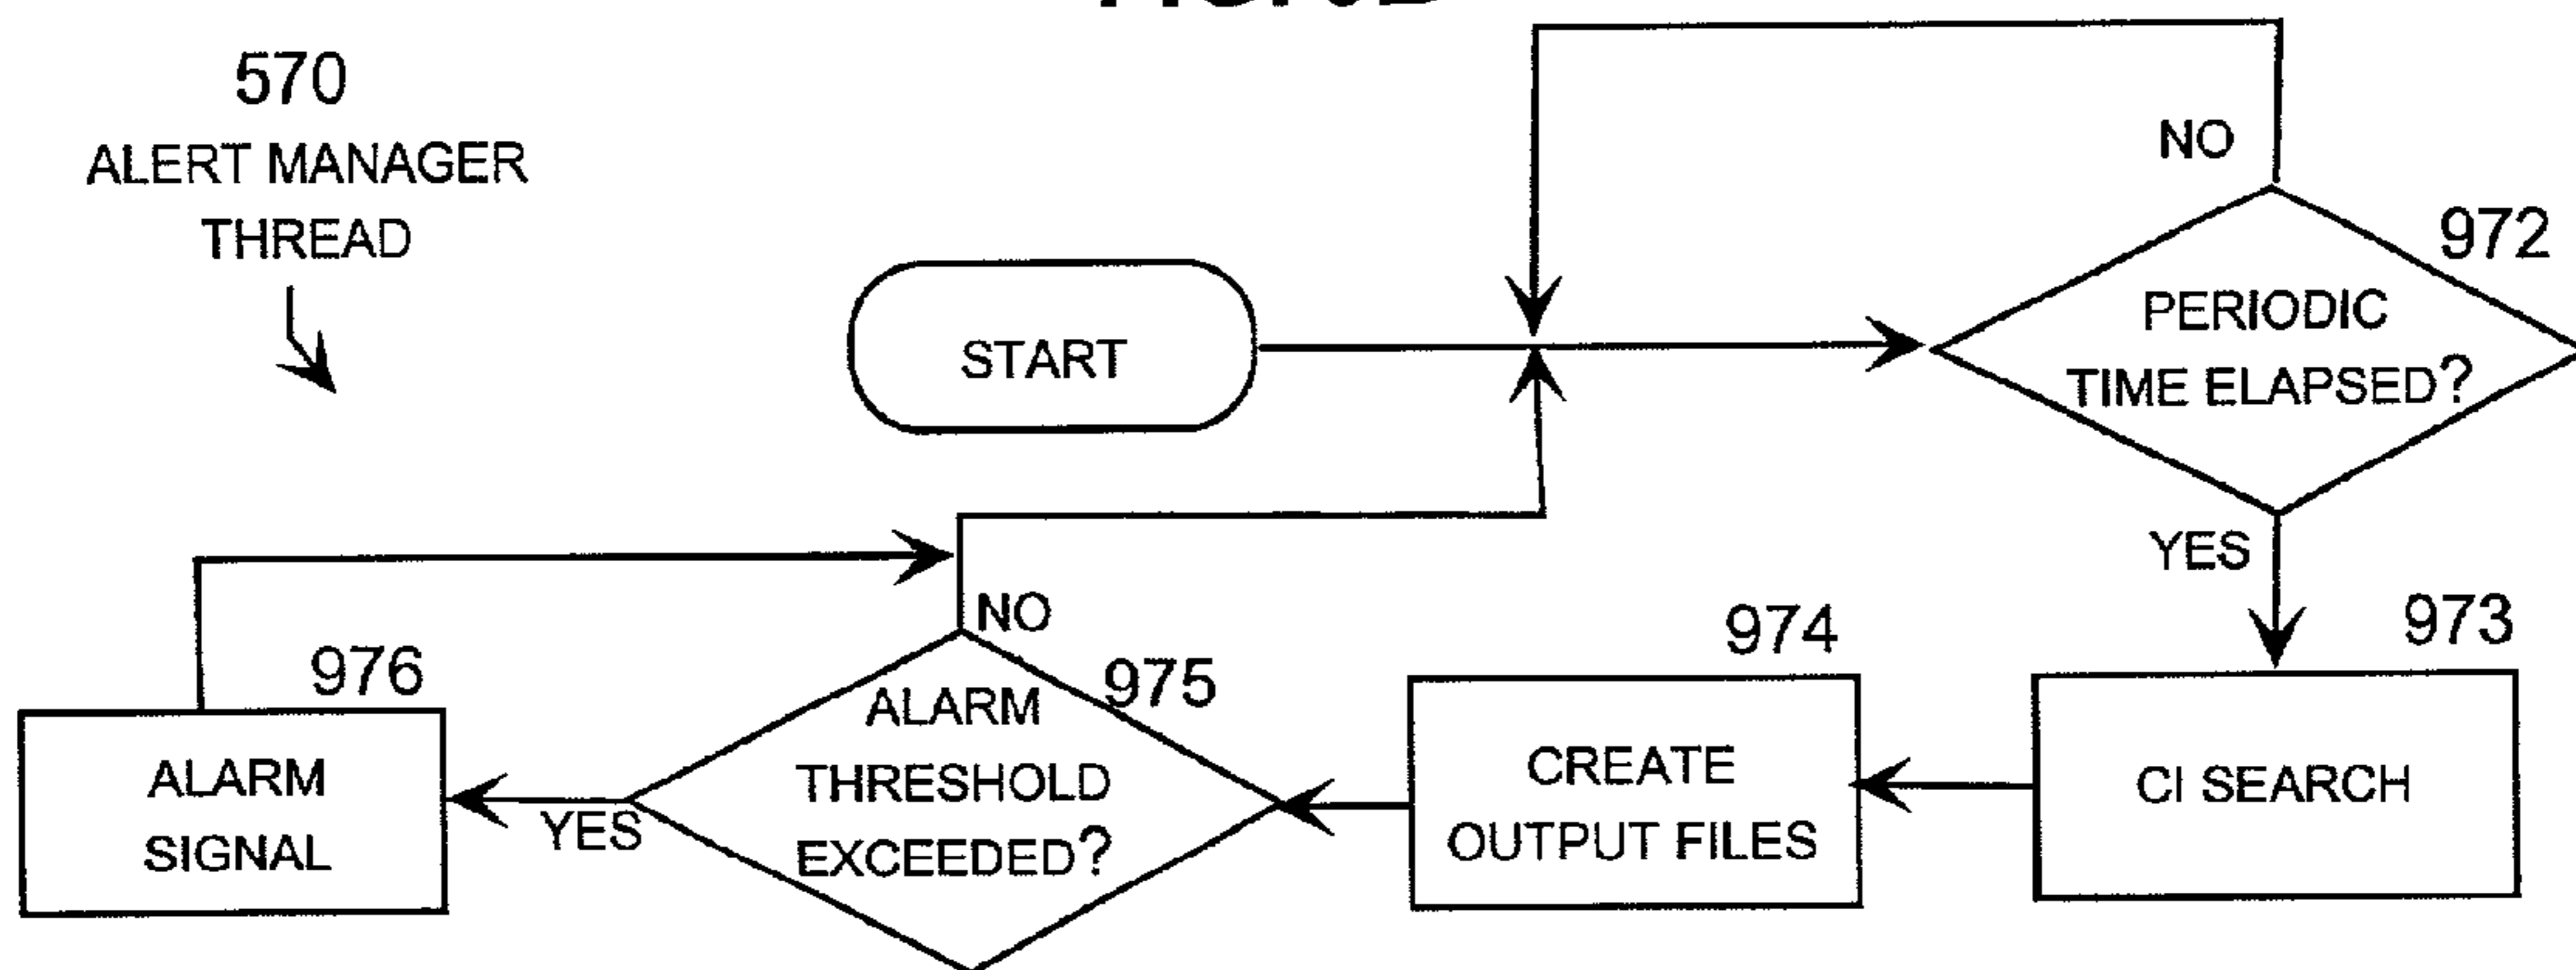 570
ALERT MANAGER
THREAD
NO
972
PERIODIC
TIME ELAPSED?
START
YES
973
CI SEARCH
974
CREATE
OUTPUT FILES
NO
975
ALARM
THRESHOLD
EXCEEDED?
YES
976
ALARM
SIGNAL